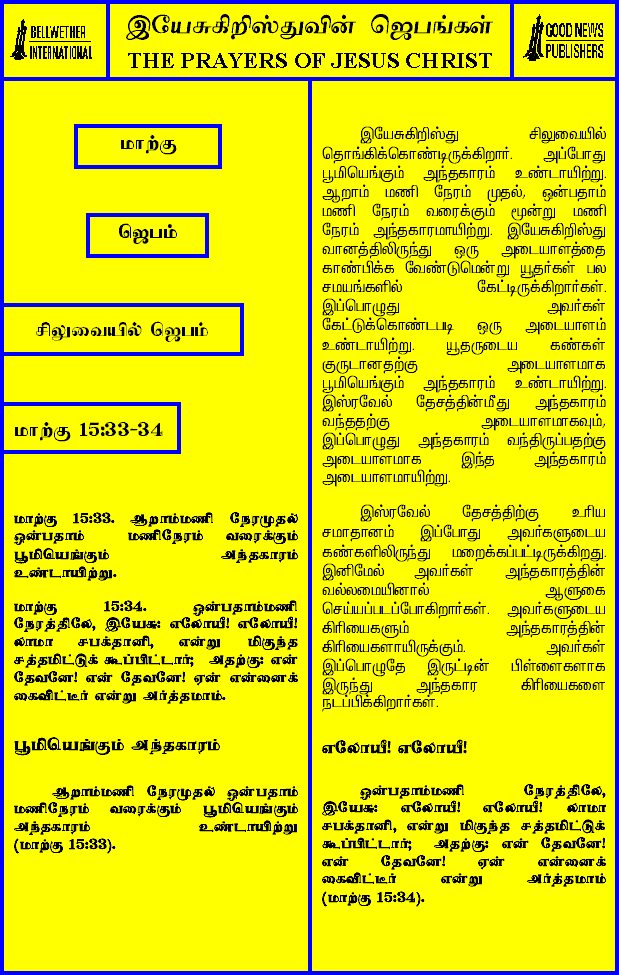 BELLWETHER
INTERNATIONAL
இயேசுகிறிஸ்துவின் ஜெபங்கள்
THE PRAYERS OF JESUS CHRIST
GOOD NEWS
PUBLISHERS
மாற்கு
ஜெபம்
சிலுவையில் ஜெபம்
மாற்கு 15:33-34
மாற்கு 15:33. ஆறாம்மணி நேரமுதல்
ஒன்பதாம் மணிநேரம் வரைக்கும்
பூமியெங்கும் அந்தகாரம்
உண்டாயிற்று.
மாற்கு 15:34. ஒன்பதாம்மணி
நேரத்திலே, இயேசு: எலோயீ! எலோயீ!
லாமா சபக்தானி, என்று மிகுந்த
சத்தமிட்டுக் கூப்பிட்டார்; அதற்கு: என்
தேவனே! என் தேவனே! ஏன் என்னைக்
கைவிட்டீர் என்று அர்த்தமாம்.
பூமியெங்கும் அந்தகாரம்
ஆறாம்மணி நேரமுதல் ஒன்பதாம்
மணிநேரம் வரைக்கும் பூமியெங்கும்
அந்தகாரம் உண்டாயிற்று
(மாற்கு 15:33).
இயேசுகிறிஸ்து சிலுவையில்
தொங்கிக்கொண்டிருக்கிறார். அப்போது
பூமியெங்கும் அந்தகாரம் உண்டாயிற்று.
ஆறாம் மணி நேரம் முதல், ஒன்பதாம்
மணி நேரம் வரைக்கும் மூன்று மணி
நேரம் அந்தகாரமாயிற்று. இயேசுகிறிஸ்து
வானத்திலிருந்து ஒரு அடையாளத்தை
காண்பிக்க வேண்டுமென்று யூதர்கள் பல
சமயங்களில் கேட்டிருக்கிறார்கள்.
இப்பொழுது அவர்கள்
கேட்டுக்கொண்டபடி ஒரு அடையாளம்
உண்டாயிற்று. யூதருடைய கண்கள்
குருடானதற்கு அடையாளமாக
பூமியெங்கும் அந்தகாரம் உண்டாயிற்று.
இஸ்ரவேல் தேசத்தின்மீது அந்தகாரம்
வந்ததற்கு அடையாளமாகவும்,
இப்பொழுது அந்தகாரம் வந்திருப்பதற்கு
அடையாளமாக இந்த அந்தகாரம்
அடையாளமாயிற்று.
இஸ்ரவேல் தேசத்திற்கு உரிய
சமாதானம் இப்போது அவர்களுடைய
கண்களிலிருந்து மறைக்கப்பட்டிருக்கிறது.
இனிமேல் அவர்கள் அந்தகாரத்தின்
வல்லமையினால் ஆளுகை
செய்யப்படப்போகிறார்கள். அவர்களுடைய
கிரியைகளும் அந்தகாரத்தின்
கிரியைகளாயிருக்கும். அவர்கள்
இப்பொழுதே இருட்டின் பிள்ளைகளாக
இருந்து அந்தகார கிரியைகளை
நடப்பிக்கிறார்கள்.
எலோயீ! எலோயீ!
ஒன்பதாம்மணி நேரத்திலே,
இயேசு: எலோயீ! எலோயீ! லாமா
சபக்தானி, என்று மிகுந்த சத்தமிட்டுக்
கூப்பிட்டார்; அதற்கு: என் தேவனே!
என் தேவனே! ஏன் என்னைக்
கைவிட்டீர் என்று அர்த்தமாம்
(மாற்கு 15:34).